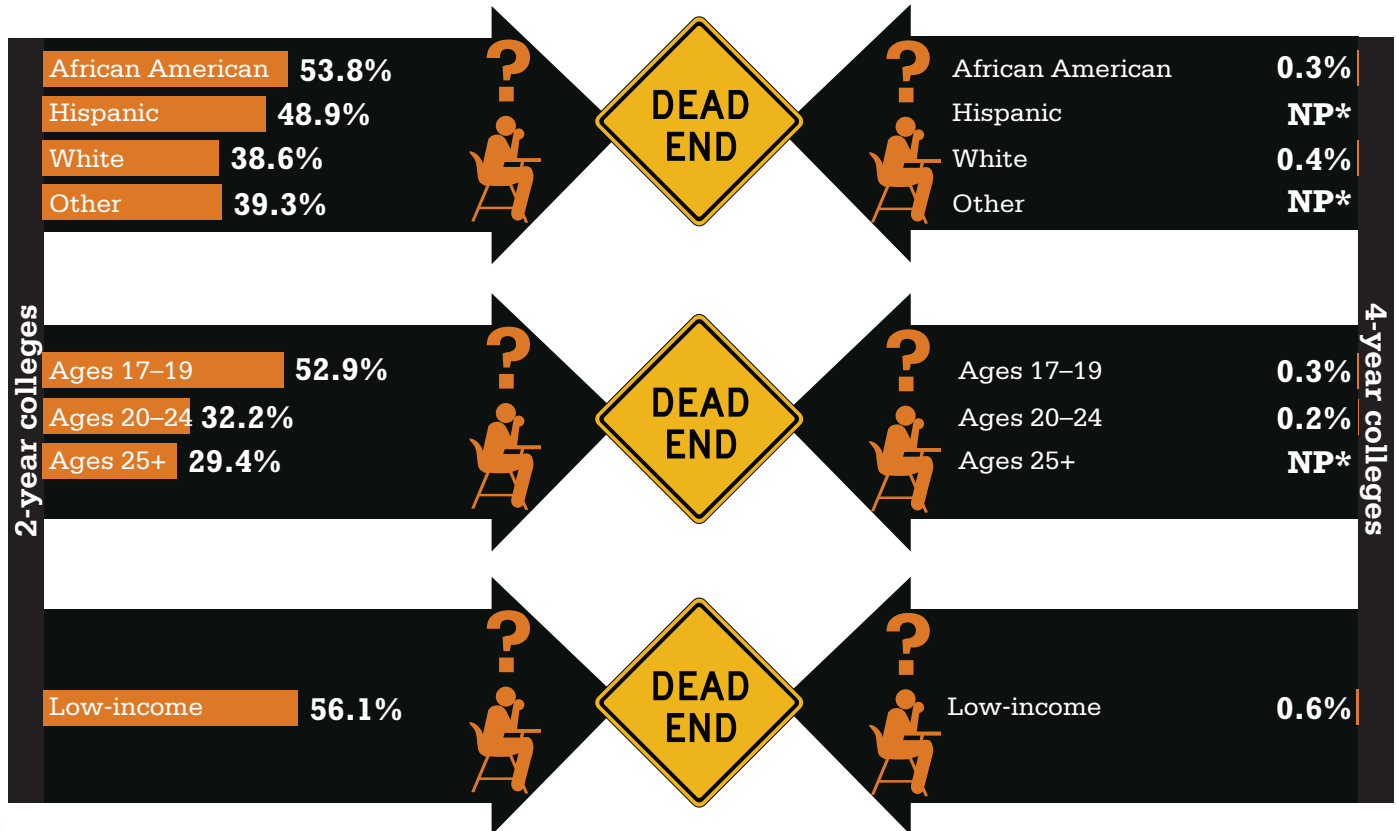 2-year colleges
African American 53.8%
Hispanic 48.9%
White 38.6%
Other 39.3%
?
DEAD
END
?
African American 0.3%
Hispanic NP*
White 0.4%
Other NP*
Ages 17–19 52.9%
Ages 20–24 32.2%
Ages 25+ 29.4%
?
DEAD
END
?
Ages 17–19 0.3%
Ages 20–24 0.2%
Ages 25+ NP*
Low-income 56.1%
?
DEAD
END
?
Low-income 0.6%
4-year colleges